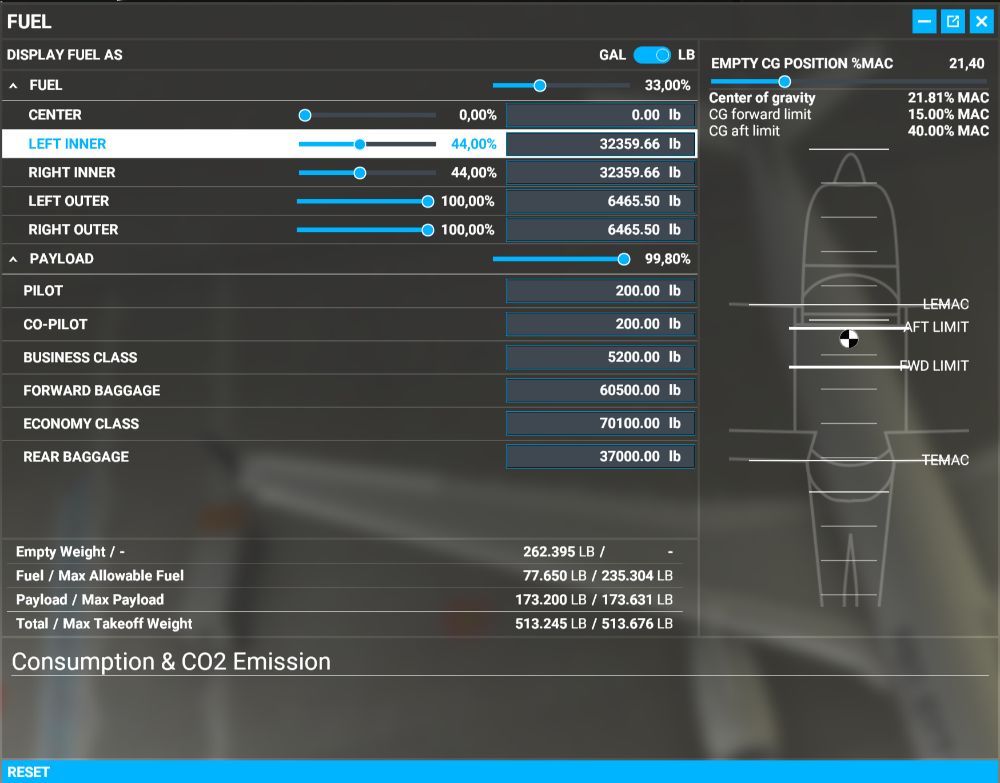 FUEL
DISPLAY FUEL AS GAL LB
FUEL 33,00%
CENTER 0,00% 0.00 lb
LEFT INNER 44,00% 32359.66 lb
RIGHT INNER 44,00% 32359.66 lb
LEFT OUTER 100,00% 6465.50 lb
RIGHT OUTER 100,00% 6465.50 lb
PAYLOAD 99,80%
PILOT 200.00 lb
CO-PILOT 200.00 lb
BUSINESS CLASS 5200.00 lb
FORWARD BAGGAGE 60500.00 lb
ECONOMY CLASS 70100.00 lb
REAR BAGGAGE 37000.00 lb
Empty Weight / - 262.395 LB / -
Fuel / Max Allowable Fuel 77.650 LB / 235.304 LB
Payload / Max Payload 173.200 LB / 173.631 LB
Total / Max Takeoff Weight 513.245 LB / 513.676 LB
EMPTY CG POSITION %MAC 21,40
Center of gravity 21.81% MAC
CG forward limit 15.00% MAC
CG aft limit 40.00% MAC
LEMAC
AFT LIMIT
FWD LIMIT
TEMAC
Consumption & CO2 Emission
RESET